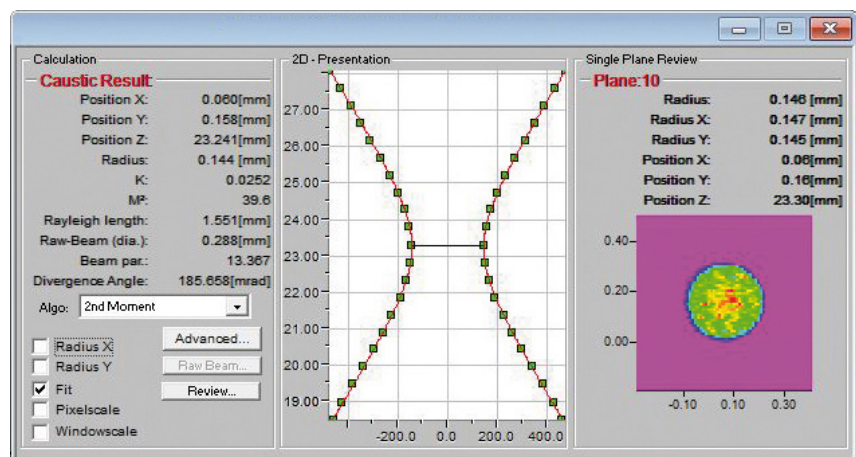 Calculation
Caustic Result:
Position X: 0.060[mm]
Position Y: 0.158[mm]
Position Z: 23.241[mm]
Radius: 0.144 [mm]
K: 0.0252
M²: 39.6
Rayleigh length: 1.551[mm]
Raw-Beam (dia.): 0.288[mm]
Beam par.: 13.367
Divergence Angle: 185.658[mrad]
Algo: 2nd Moment
Radius X
Advanced...
Radius Y
Raw Beam...
Fit
Review...
Pixelscale
Windowscale
2D - Presentation
27.00
26.00
25.00
24.00
23.00
22.00
21.00
20.00
19.00
-200.0 0.0 200.0 400.0
Single Plane Review
Plane:10
Radius: 0.146 [mm]
Radius X: 0.147 [mm]
Radius Y: 0.145 [mm]
Position X: 0.06[mm]
Position Y: 0.16[mm]
Position Z: 23.30[mm]
0.40
0.20
0.00
-0.10 0.10 0.30